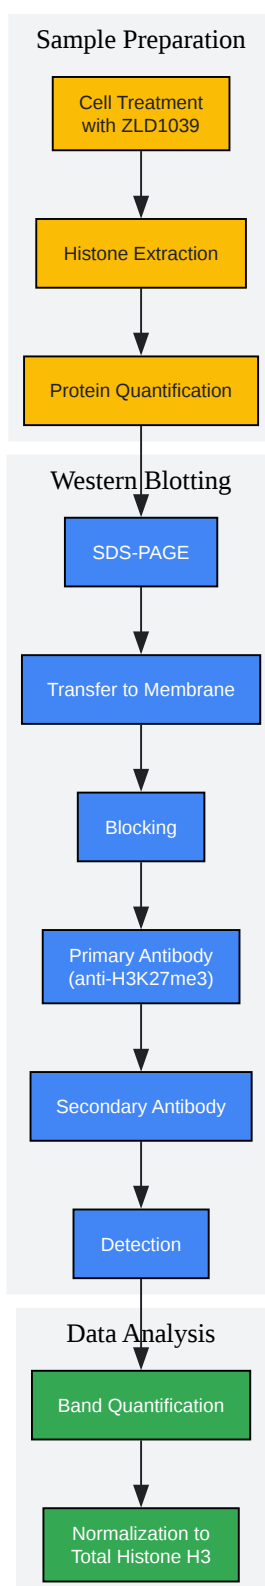 Sample Preparation
Cell Treatment
with ZLD1039
Histone Extraction
Protein Quantification
Western Blotting
SDS-PAGE
Transfer to Membrane
Blocking
Primary Antibody
(anti-H3K27me3)
Secondary Antibody
Detection
Data Analysis
Band Quantification
Normalization to
Total Histone H3